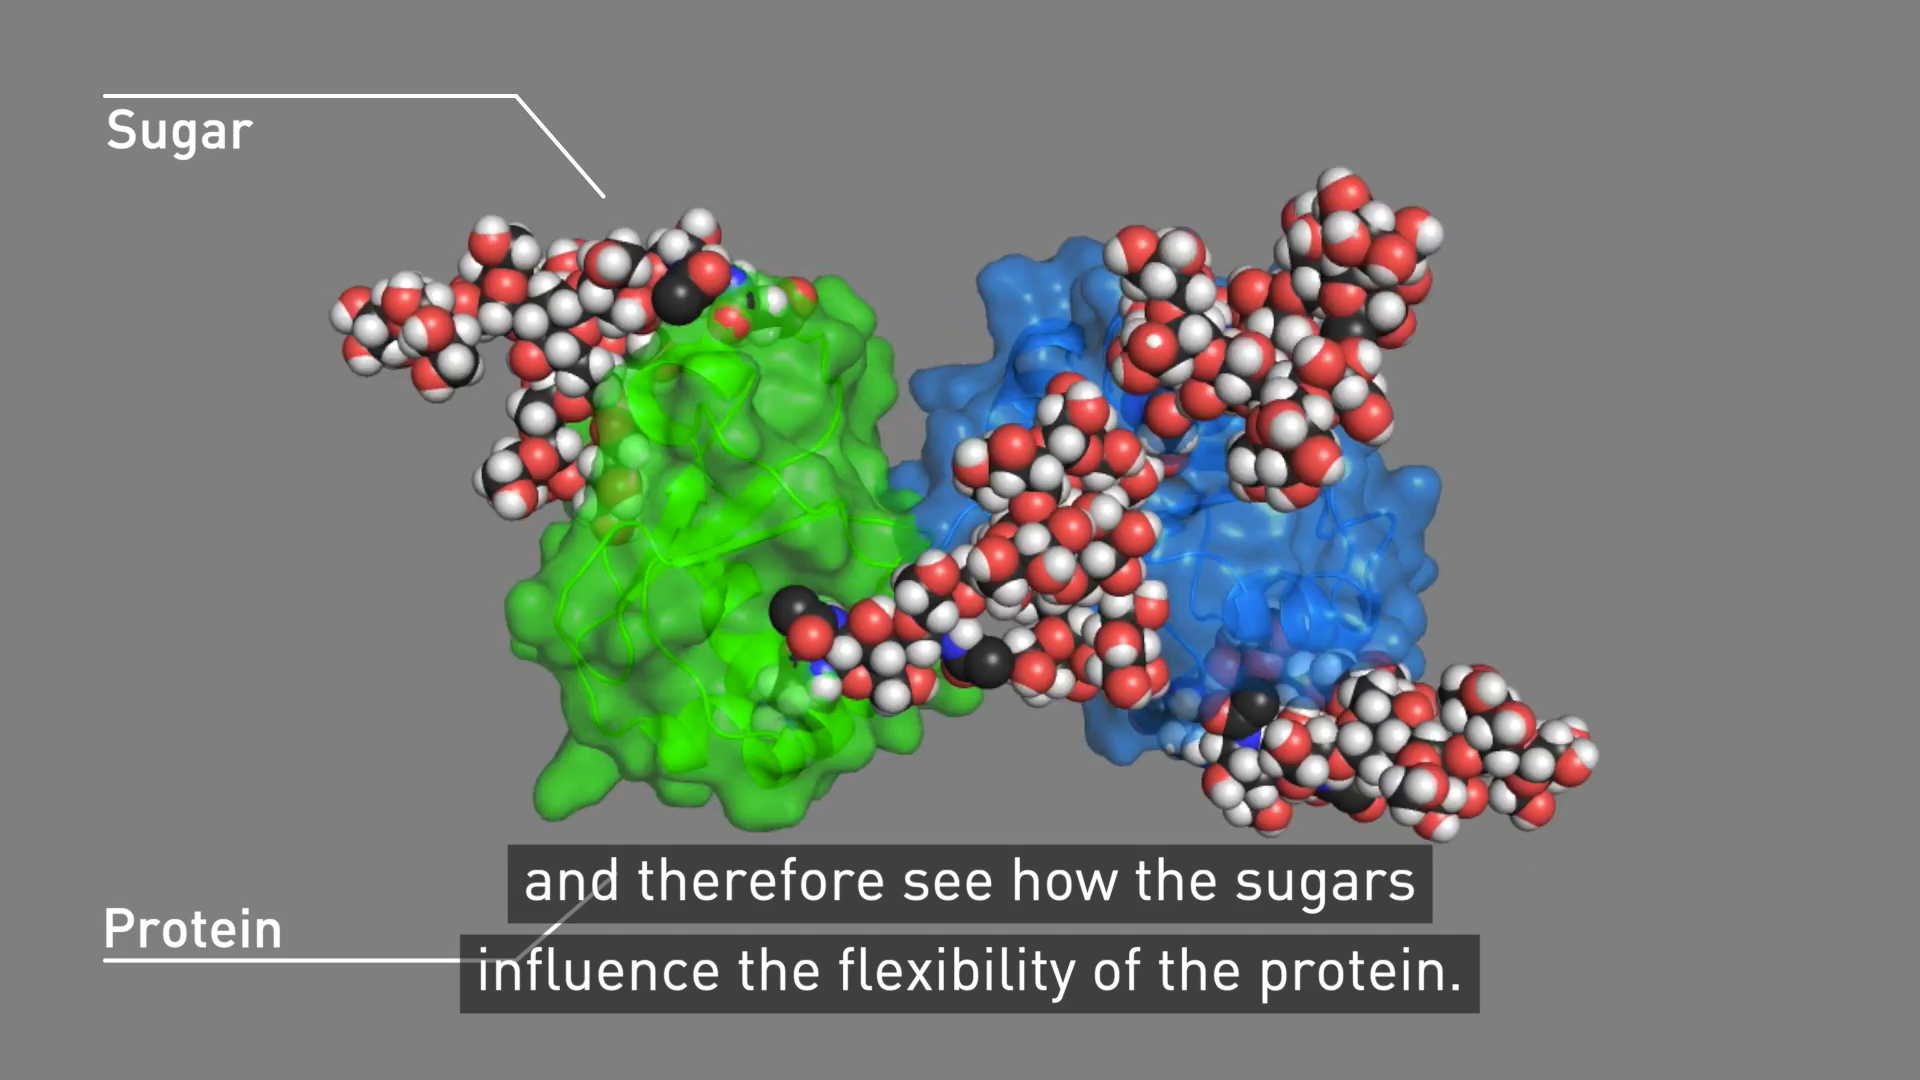 Sugar
and therefore see how the sugars
Protein
influence the flexibility of the protein.